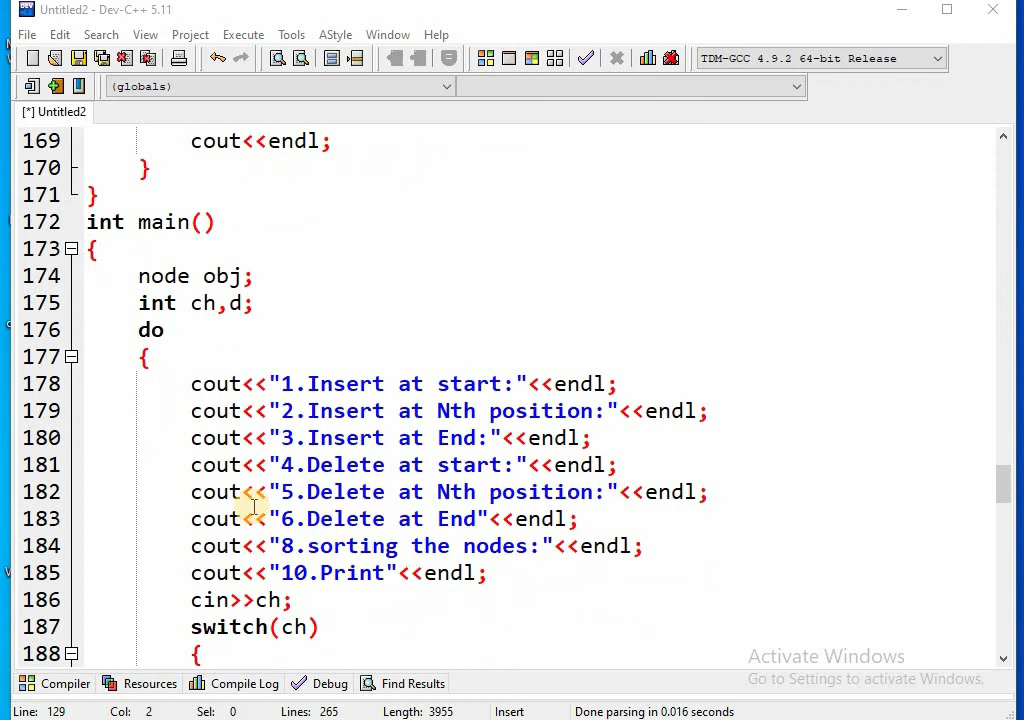 Untitled2 - Dev-C++ 5.11
File Edit Search View Project Execute Tools AStyle Window Help
TDM-GCC 4.9.2 64-bit Release
(globals)
[*] Untitled2
169 cout<<endl;
170 }
171 }
172 int main()
173 {
174 node obj;
175 int ch,d;
176 do
177 {
178 cout<<"1.Insert at start:"<<endl;
179 cout<<"2.Insert at Nth position:"<<endl;
180 cout<<"3.Insert at End:"<<endl;
181 cout<<"4.Delete at start:"<<endl;
182 cout<<"5.Delete at Nth position:"<<endl;
183 cout<<"6.Delete at End"<<endl;
184 cout<<"8.sorting the nodes:"<<endl;
185 cout<<"10.Print"<<endl;
186 cin>>ch;
187 switch(ch)
188 {
Activate Windows
Go to Settings to activate Windows.
Compiler Resources Compile Log Debug Find Results
Line: 129 Col: 2 Sel: 0 Lines: 265 Length: 3955 Insert Done parsing in 0.016 seconds